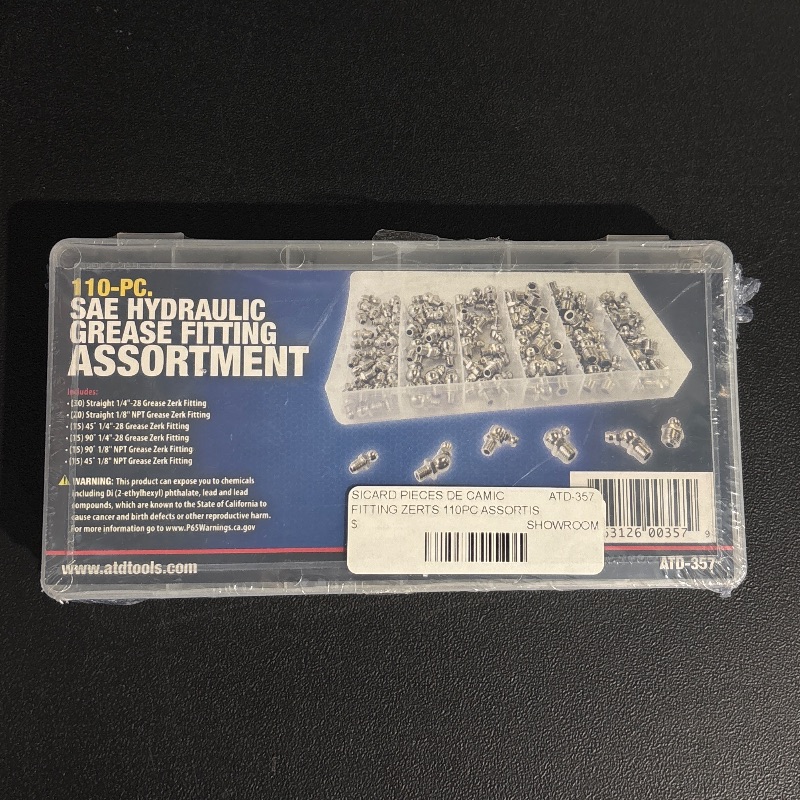 110-PC.
SAE HYDRAULIC
GREASE FITTING
ASSORTMENT
Includes:
• (30) Straight 1/4"-28 Grease Zerk Fitting
• (20) Straight 1/8" NPT Grease Zerk Fitting
• (15) 45° 1/4"-28 Grease Zerk Fitting
• (15) 90° 1/4"-28 Grease Zerk Fitting
• (15) 90° 1/8" NPT Grease Zerk Fitting
• (15) 45° 1/8" NPT Grease Zerk Fitting
WARNING: This product can expose you to chemicals
including Di (2-ethylhexyl) phthalate, lead and lead
compounds, which are known to the State of California to
cause cancer and birth defects or other reproductive harm.
For more information go to www.P65Warnings.ca.gov
www.atdtools.com
SICARD PIECES DE CAMIC ATD-357
FITTING ZERTS 110PC ASSORTIS
$ SHOWROOM
63126 00357 9
ATD-357